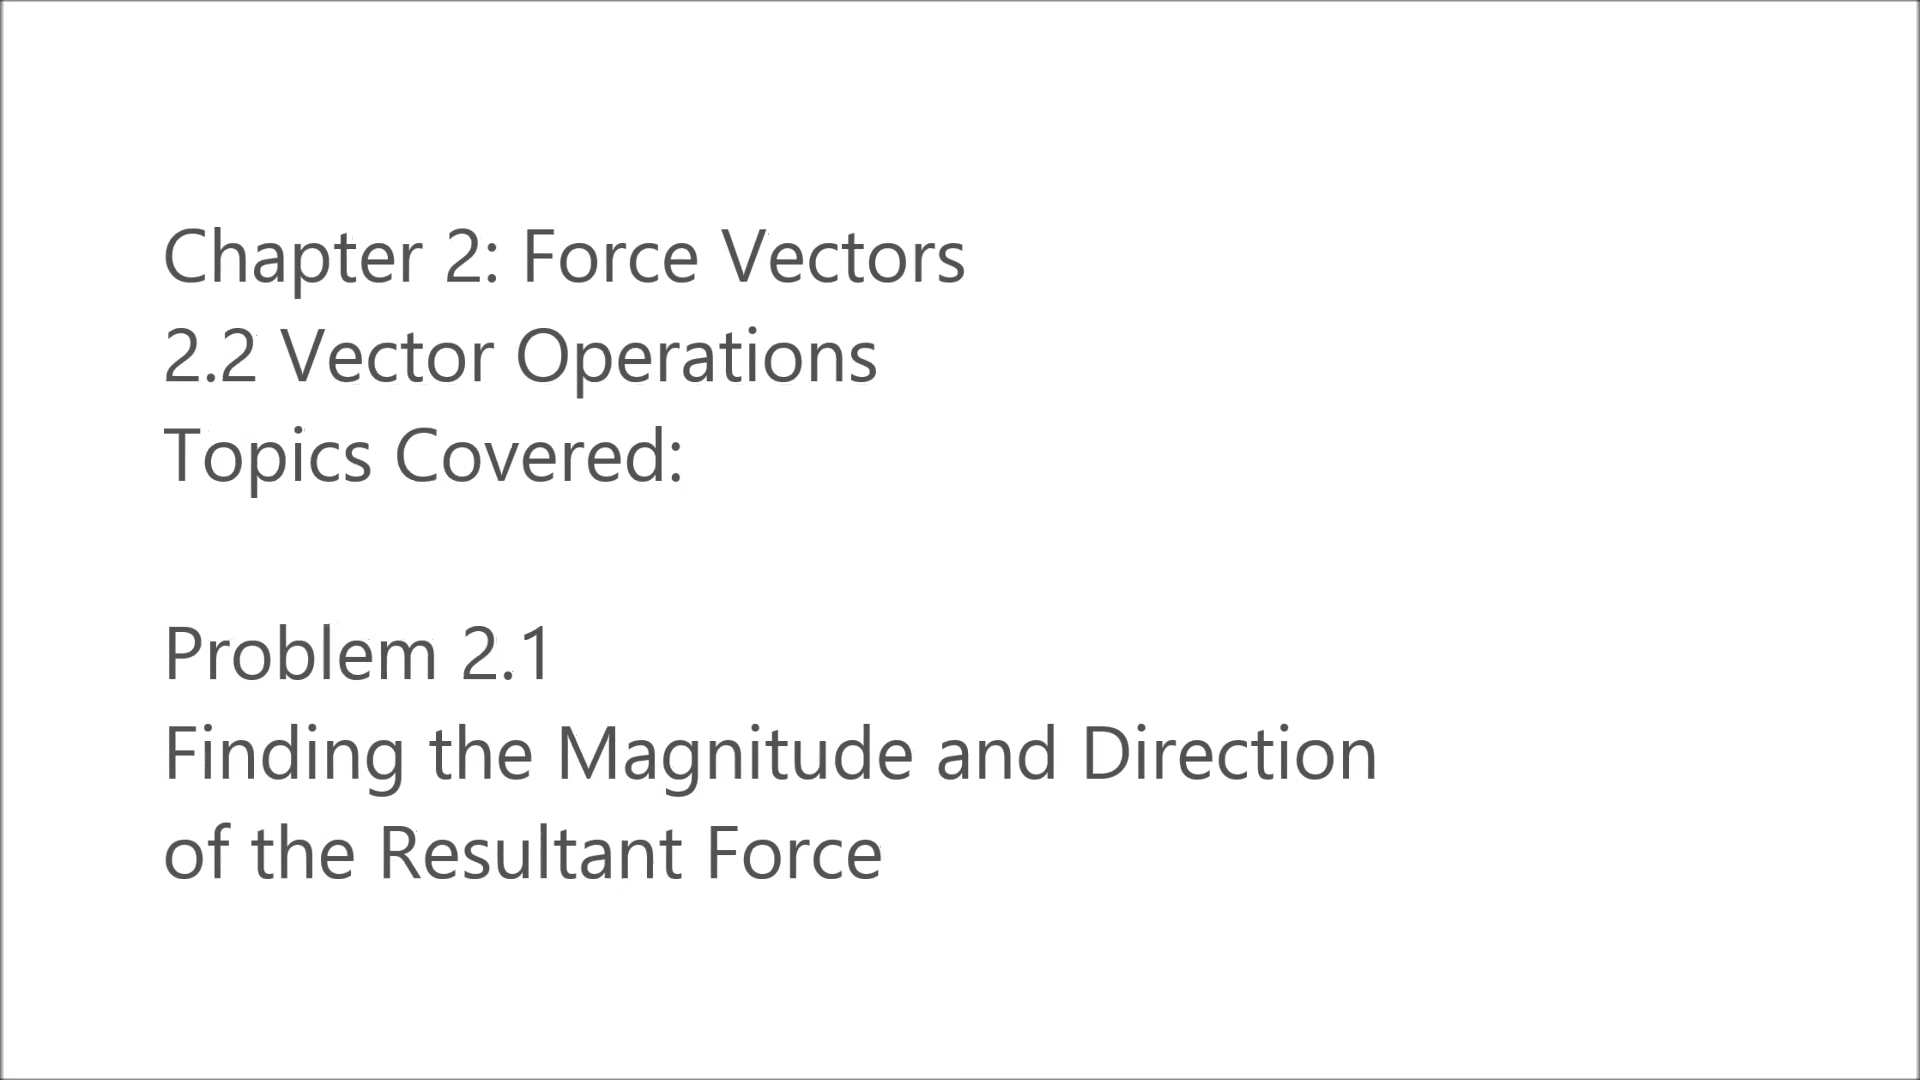 Chapter 2: Force Vectors
2.2 Vector Operations
Topics Covered:
Problem 2.1
Finding the Magnitude and Direction
of the Resultant Force